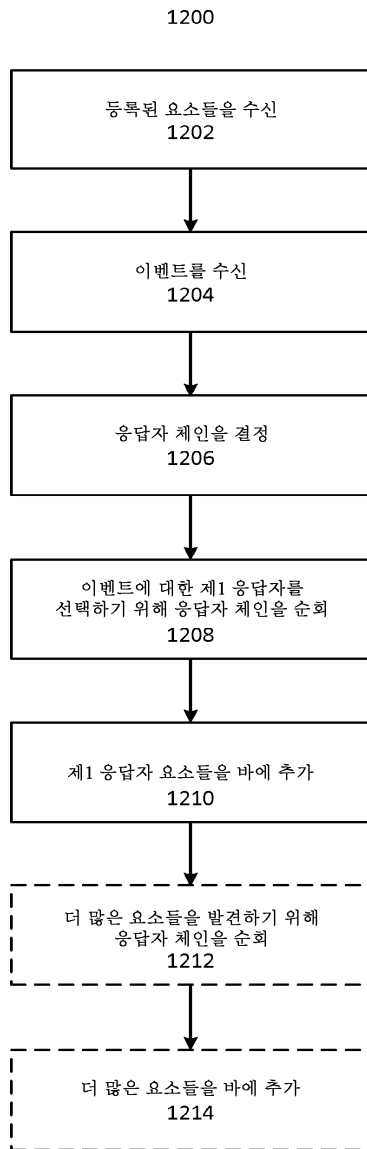 1200
등록된 요소들을 수신
1202
이벤트를 수신
1204
응답자 체인을 결정
1206
이벤트에 대한 제1 응답자를
선택하기 위해 응답자 체인을 순회
1208
제1 응답자 요소들을 바에 추가
1210
더 많은 요소들을 발견하기 위해
응답자 체인을 순회
1212
더 많은 요소들을 바에 추가
1214